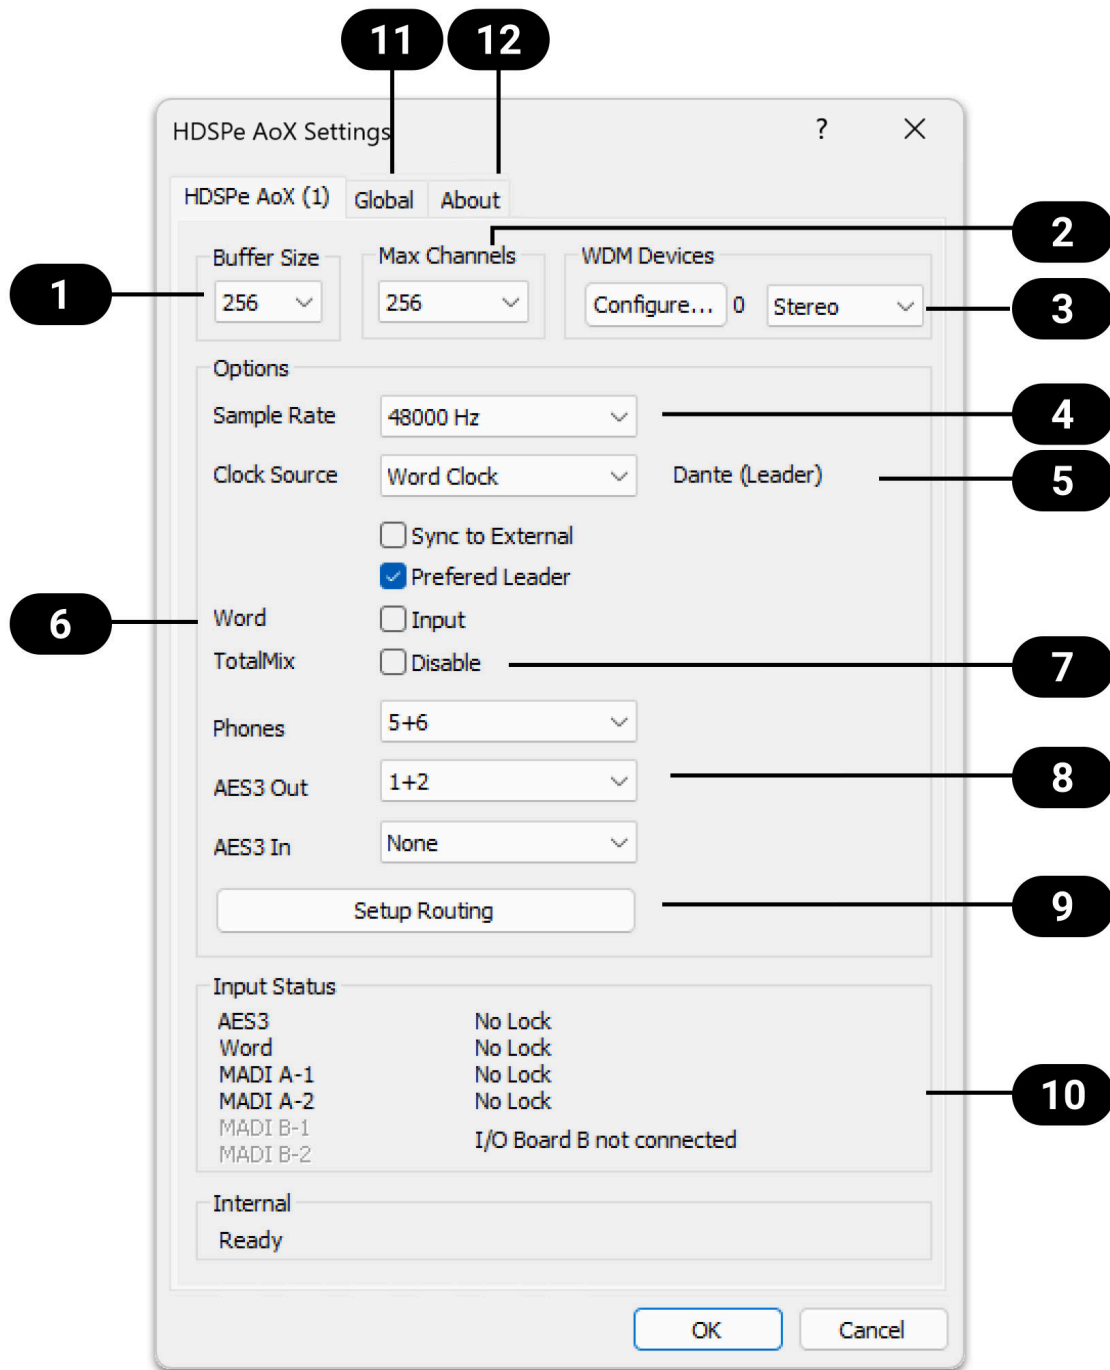 11 12
HDSPe AoX Settings ?
HDSPe AoX (1) Global About
2
Buffer Size Max Channels WDM Devices
1 256 256 Configure... 0 Stereo 3
Options
Sample Rate 48000 Hz 4
Clock Source Word Clock Dante (Leader) 5
Sync to External
Prefered Leader
6 Word Input
TotalMix Disable 7
Phones 5+6
AES3 Out 1+2 8
AES3 In None
Setup Routing 9
Input Status
AES3 No Lock
Word No Lock
MADI A-1 No Lock
MADI A-2 No Lock 10
MADI B-1
I/O Board B not connected
MADI B-2
Internal
Ready
OK Cancel